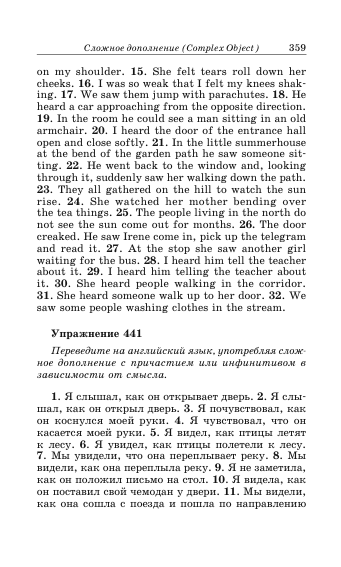 Сложное дополнение (Complex Object) 359
on my shoulder. 15. She felt tears roll down her
cheeks. 16. I was so weak that I felt my knees shak-
ing. 17. We saw them jump with parachutes. 18. He
heard a car approaching from the opposite direction.
19. In the room he could see a man sitting in an old
armchair. 20. I heard the door of the entrance hall
open and close softly. 21. In the little summerhouse
at the bend of the garden path he saw someone sit-
ting. 22. He went back to the window and, looking
through it, suddenly saw her walking down the path.
23. They all gathered on the hill to watch the sun
rise. 24. She watched her mother bending over
the tea things. 25. The people living in the north do
not see the sun come out for months. 26. The door
creaked. He saw Irene come in, pick up the telegram
and read it. 27. At the stop she saw another girl
waiting for the bus. 28. I heard him tell the teacher
about it. 29. I heard him telling the teacher about
it. 30. She heard people walking in the corridor.
31. She heard someone walk up to her door. 32. We
saw some people washing clothes in the stream.
Упражнение 441
Переведите на английский язык, употребляя слож-
ное дополнение с причастием или инфинитивом в
зависимости от смысла.
1. Я слышал, как он открывает дверь. 2. Я слы-
шал, как он открыл дверь. 3. Я почувствовал, как
он коснулся моей руки. 4. Я чувствовал, что он
касается моей руки. 5. Я видел, как птицы летят
к лесу. 6. Я увидел, как птицы полетели к лесу.
7. Мы увидели, что она переплывает реку. 8. Мы
видели, как она переплыла реку. 9. Я не заметила,
как он положил письмо на стол. 10. Я видела, как
он поставил свой чемодан у двери. 11. Мы видели,
как она сошла с поезда и пошла по направлению